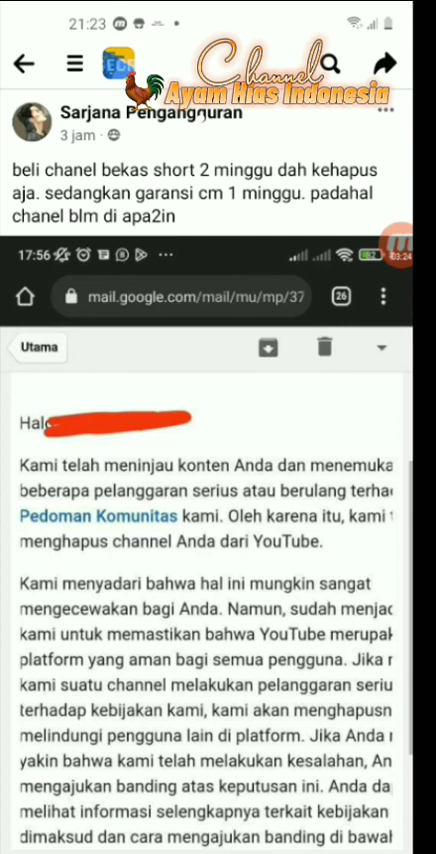 21:23
Channel
Ayam Hias Indonesia
Sarjana Pengangguran
3 jam
beli chanel bekas short 2 minggu dah kehapus
aja. sedangkan garansi cm 1 minggu. padahal
chanel blm di apa2in
03:24
17:56
mail.google.com/mail/mu/mp/37
26
Utama
Kami telah meninjau konten Anda dan menemuka
beberapa pelanggaran serius atau berulang terha
Pedoman Komunitas kami. Oleh karena itu, kami
menghapus channel Anda dari YouTube.
Kami menyadari bahwa hal ini mungkin sangat
mengecewakan bagi Anda. Namun, sudah menjad
kami untuk memastikan bahwa YouTube merupak
platform yang aman bagi semua pengguna. Jika
kami suatu channel melakukan pelanggaran seriu
terhadap kebijakan kami, kami akan menghapusn
melindungi pengguna lain di platform. Jika Anda
yakin bahwa kami telah melakukan kesalahan, An
mengajukan banding atas keputusan ini. Anda da
melihat informasi selengkapnya terkait kebijakan
dimaksud dan cara mengajukan banding di bawah